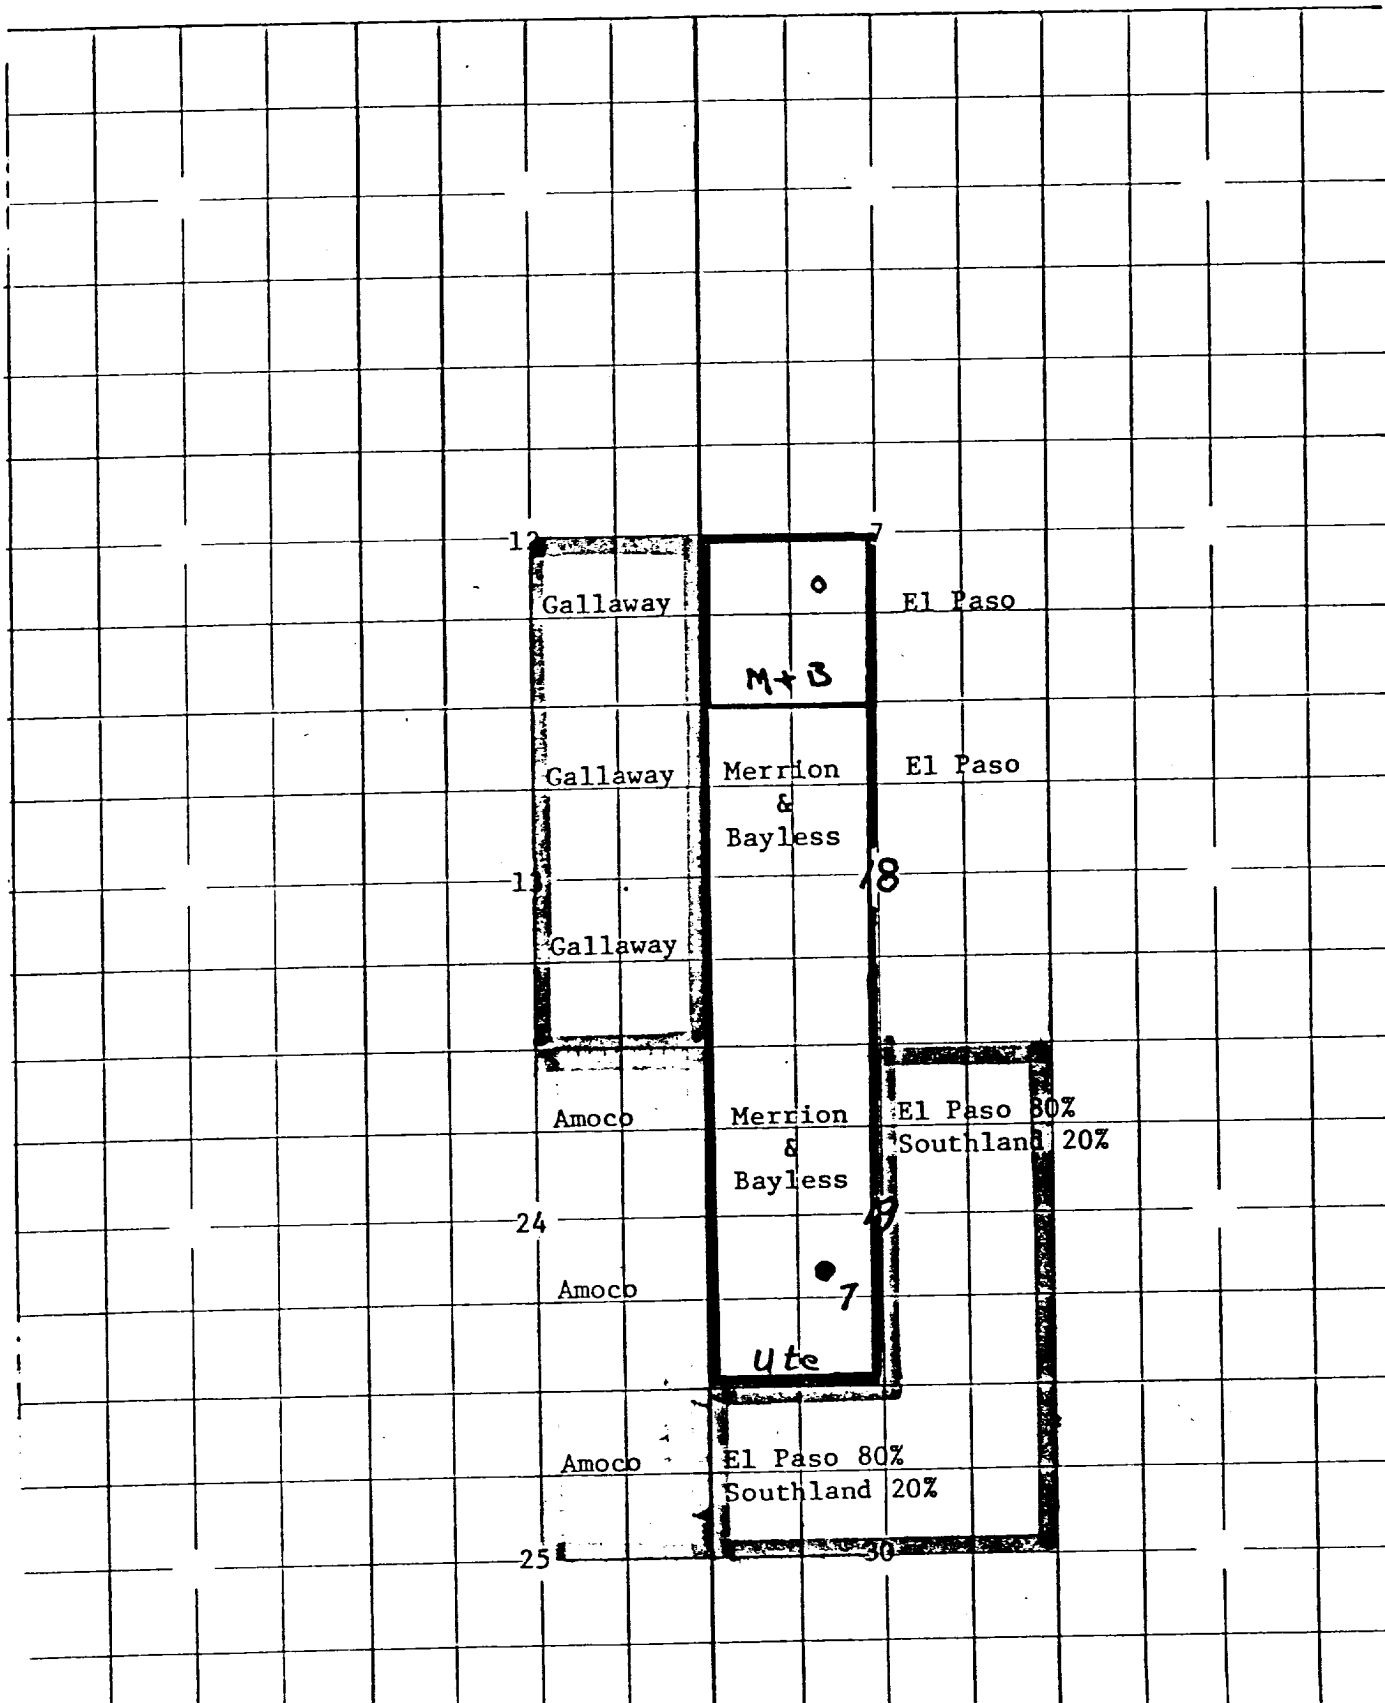 12 7
Gallaway El Paso
M+B
Gallaway Merrion El Paso
&
Bayless
13 18
Gallaway
Amoco Merrion El Paso 80%
& Southland 20%
Bayless
24 19
Amoco 7
Ute
Amoco El Paso 80%
Southland 20%
25 30